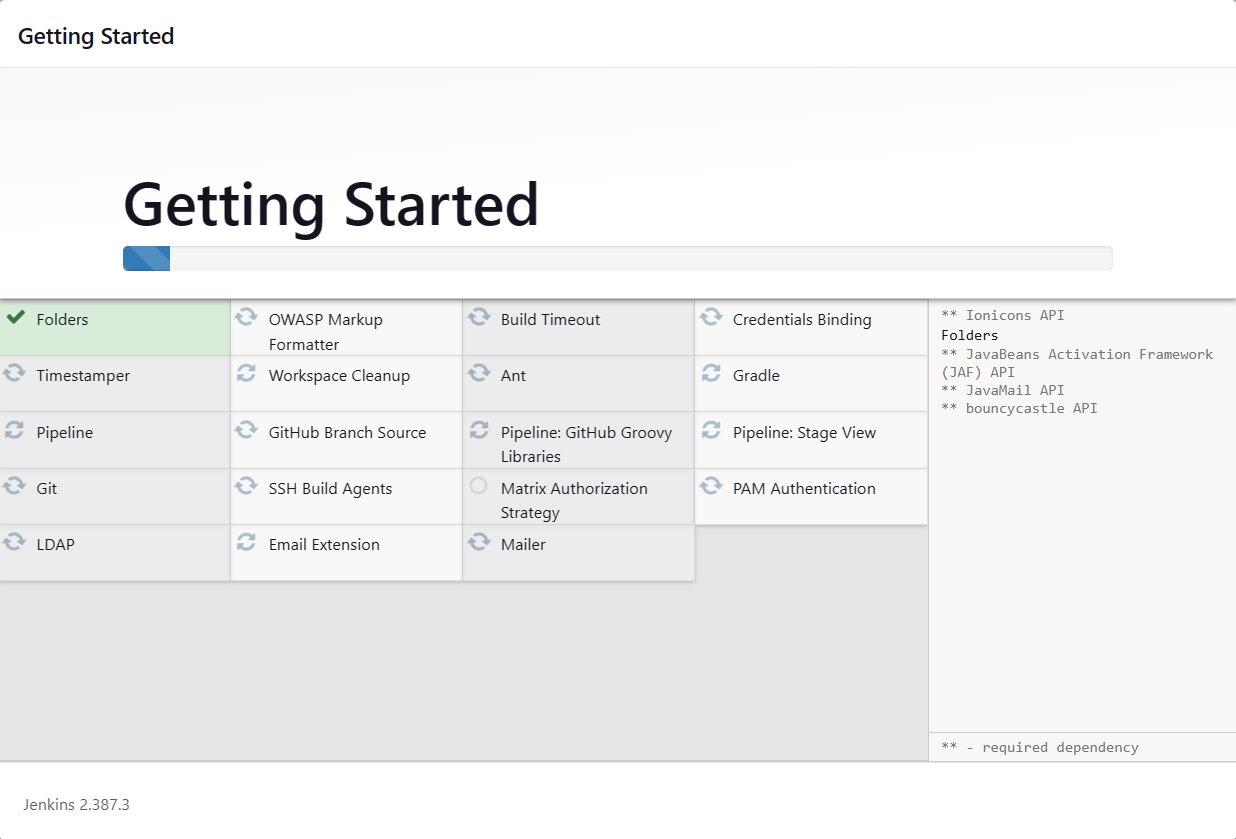 Getting Started
Getting Started
Folders
OWASP Markup
Formatter
Build Timeout
Credentials Binding
Timestamper
Workspace Cleanup
Ant
Gradle
Pipeline
GitHub Branch Source
Pipeline: GitHub Groovy
Libraries
Pipeline: Stage View
Git
SSH Build Agents
Matrix Authorization
Strategy
PAM Authentication
LDAP
Email Extension
Mailer
** Ionicons API
Folders
** JavaBeans Activation Framework
(JAF) API
** JavaMail API
** bouncycastle API
** - required dependency
Jenkins 2.387.3